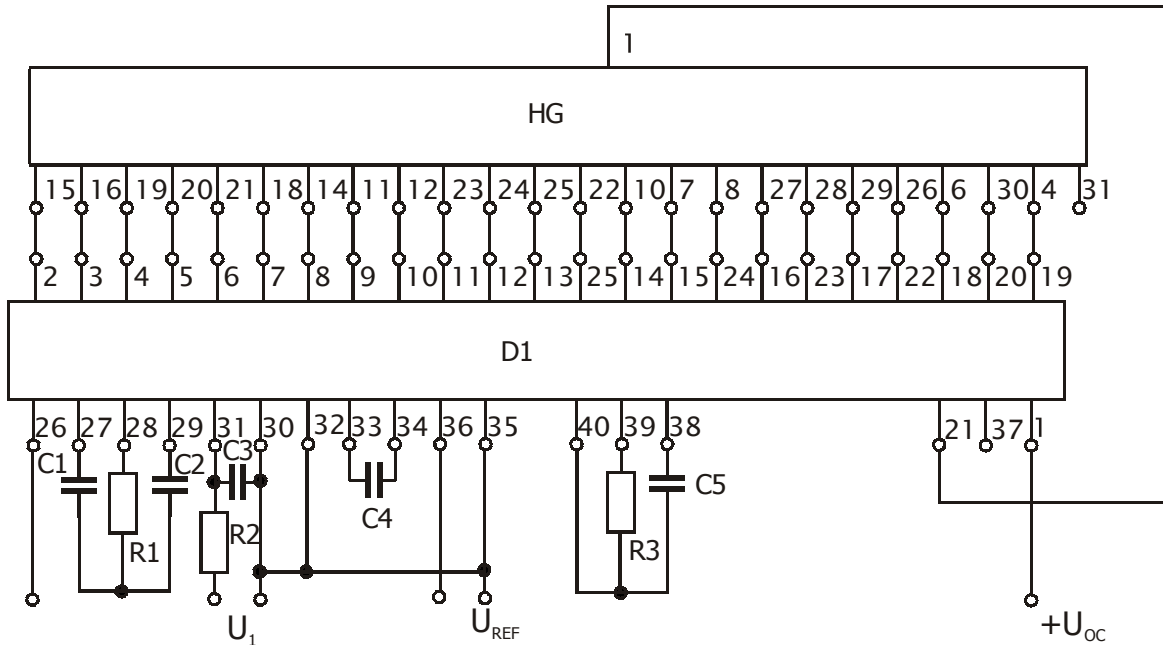 1
HG
15 16 19 20 21 18 14 11 12 23 24 25 22 10 7 8 27 28 29 26 6 30 4 31
2 3 4 5 6 7 8 9 10 11 12 13 25 14 15 24 16 23 17 22 18 20 19
D1
26 27 28 29 31 30 32 33 34 36 35 40 39 38 21 37 1
C1 C2 C3
C4 C5
R1 R2 R3
U₁ U_REF +U_OC